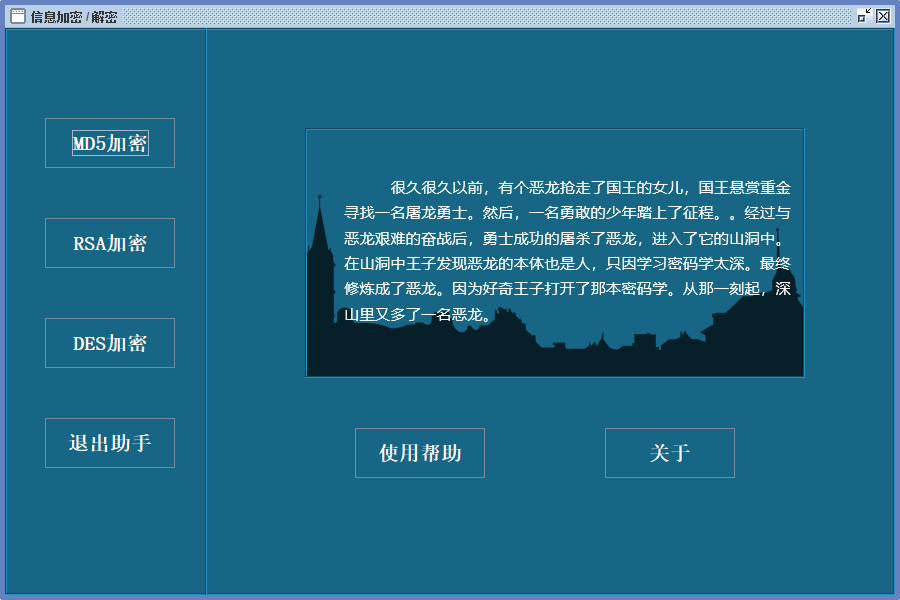 信息加密 / 解密
MD5加密
RSA加密
DES加密
退出助手
很久很久以前，有个恶龙抢走了国王的女儿，国王悬赏重金
寻找一名屠龙勇士。然后，一名勇敢的少年踏上了征程。。经过与
恶龙艰难的奋战后，勇士成功的屠杀了恶龙，进入了它的山洞中。
在山洞中王子发现恶龙的本体也是人，只因学习密码学太深。最终
修炼成了恶龙。因为好奇王子打开了那本密码学。从那一刻起，深
山里又多了一名恶龙。
使用帮助
关于